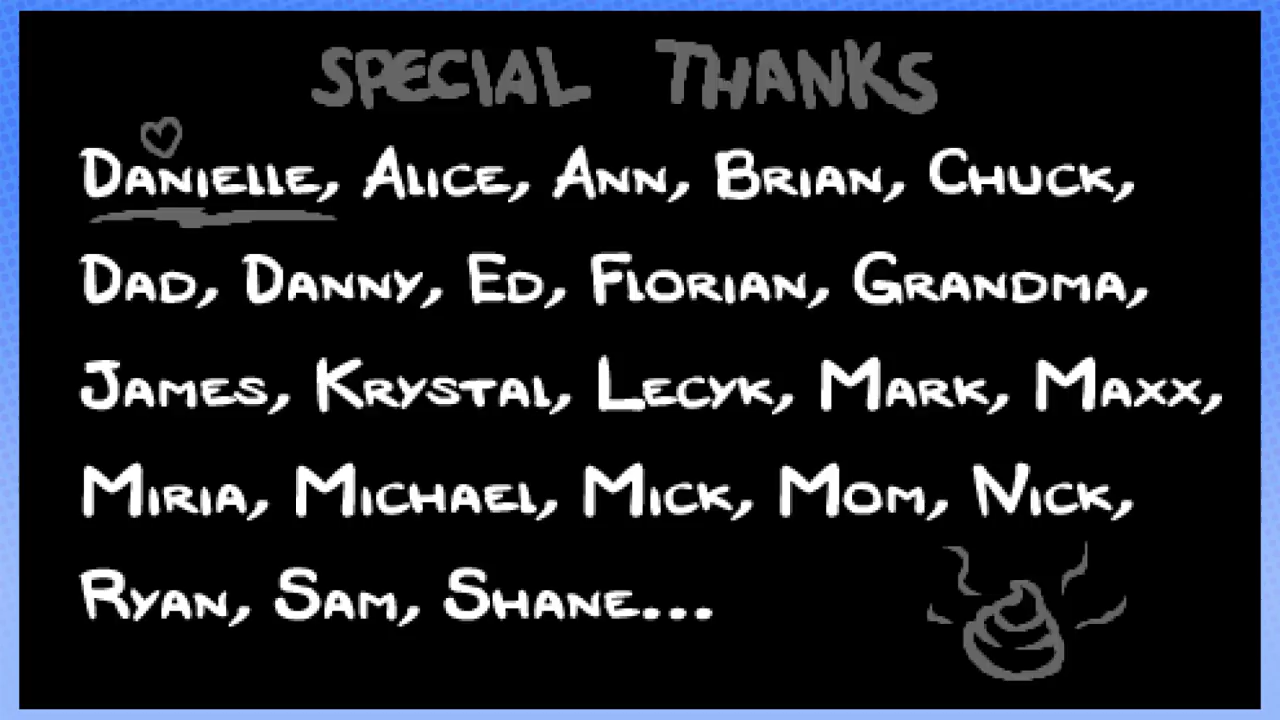 SPECIAL THANKS
DANIELLE, ALICE, ANN, BRIAN, CHUCK,
DAD, DANNY, ED, FLORIAN, GRANDMA,
JAMES, KRYSTAL, LECYK, MARK, MAXX,
MIRIA, MICHAEL, MICK, MOM, NICK,
RYAN, SAM, SHANE...